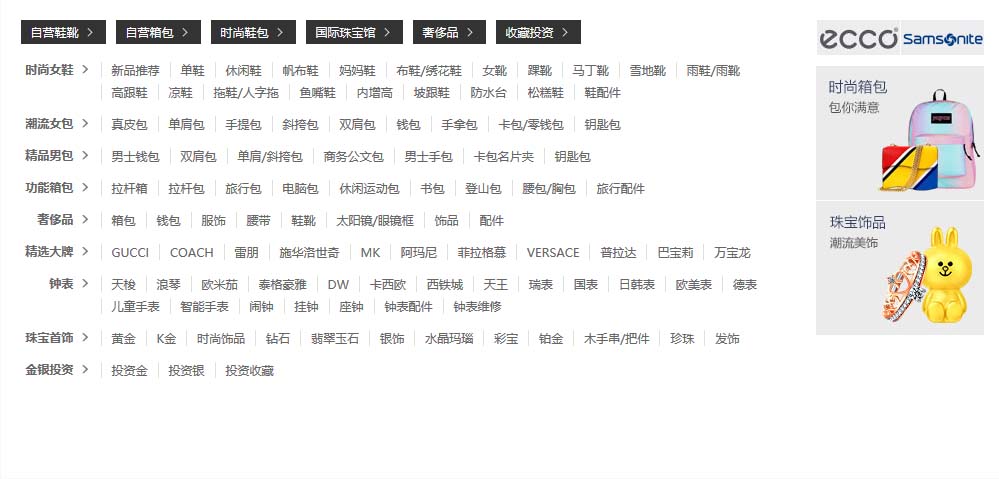 自营鞋靴 自营箱包 时尚鞋包 国际珠宝馆 奢侈品 收藏投资
时尚女鞋 新品推荐 单鞋 休闲鞋 帆布鞋 妈妈鞋 布鞋/绣花鞋 女靴 踝靴 马丁靴 雪地靴 雨鞋/雨靴
高跟鞋 凉鞋 拖鞋/人字拖 鱼嘴鞋 内增高 坡跟鞋 防水台 松糕鞋 鞋配件
潮流女包 真皮包 单肩包 手提包 斜挎包 双肩包 钱包 手拿包 卡包/零钱包 钥匙包
精品男包 男士钱包 双肩包 单肩/斜挎包 商务公文包 男士手包 卡包名片夹 钥匙包
功能箱包 拉杆箱 拉杆包 旅行包 电脑包 休闲运动包 书包 登山包 腰包/胸包 旅行配件
奢侈品 箱包 钱包 服饰 腰带 鞋靴 太阳镜/眼镜框 饰品 配件
精选大牌 GUCCI COACH 雷朋 施华洛世奇 MK 阿玛尼 菲拉格慕 VERSACE 普拉达 巴宝莉 万宝龙
钟表 天梭 浪琴 欧米茄 泰格豪雅 DW 卡西欧 西铁城 天王 瑞表 国表 日韩表 欧美表 德表
儿童手表 智能手表 闹钟 挂钟 座钟 钟表配件 钟表维修
珠宝首饰 黄金 K金 时尚饰品 钻石 翡翠玉石 银饰 水晶玛瑙 彩宝 铂金 木手串/把件 珍珠 发饰
金银投资 投资金 投资银 投资收藏
ecco Samsonite
时尚箱包
包你满意
珠宝饰品
潮流美饰